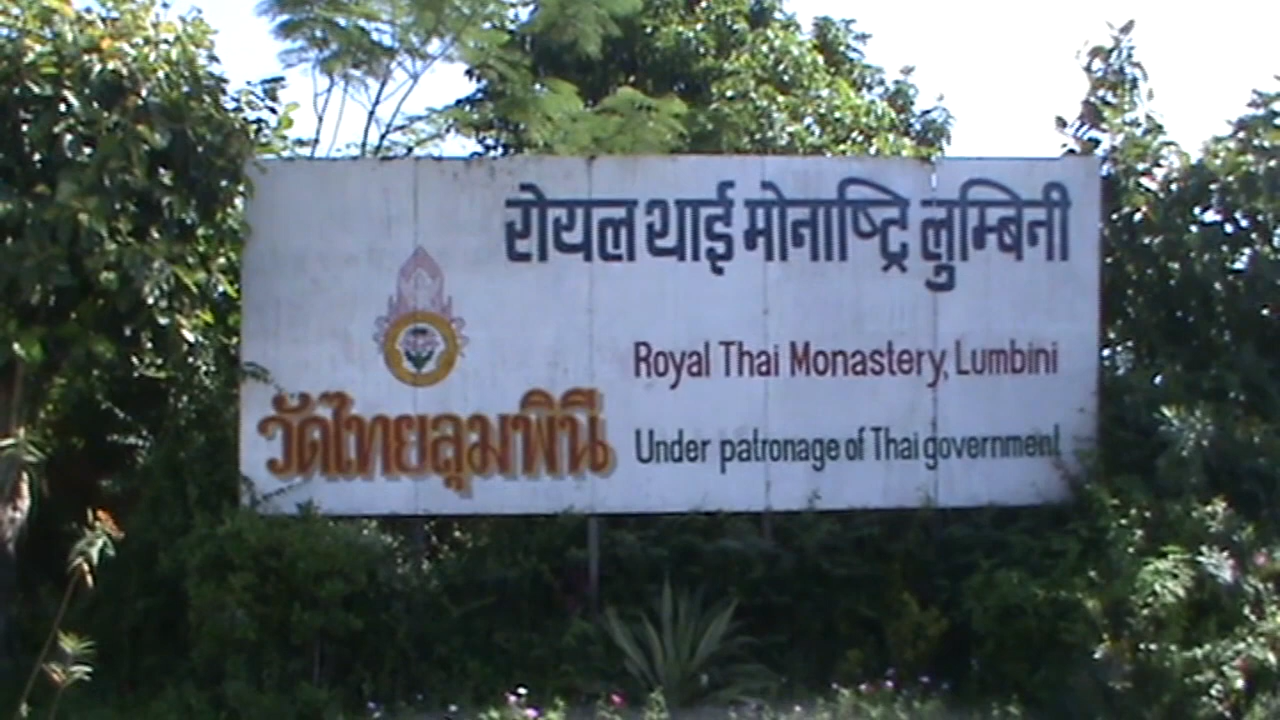 रोयल थाई मोनाष्ट्रि लुम्बिनी
Royal Thai Monastery, Lumbini
วัดไทยลุมพินี
Under patronage of Thai government